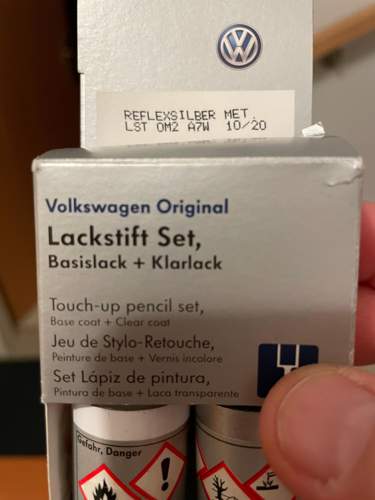 REFLEXSILBER MET.
LST 0M2 A7W 10/20
Volkswagen Original
Lackstift Set,
Basislack + Klarlack
Touch-up pencil set,
Base coat + Clear coat
Jeu de Stylo-Retouche,
Peinture de base + Vernis incolore
Set Lápiz de pintura,
Pintura de base + Laca transparente
Gefahr, Danger